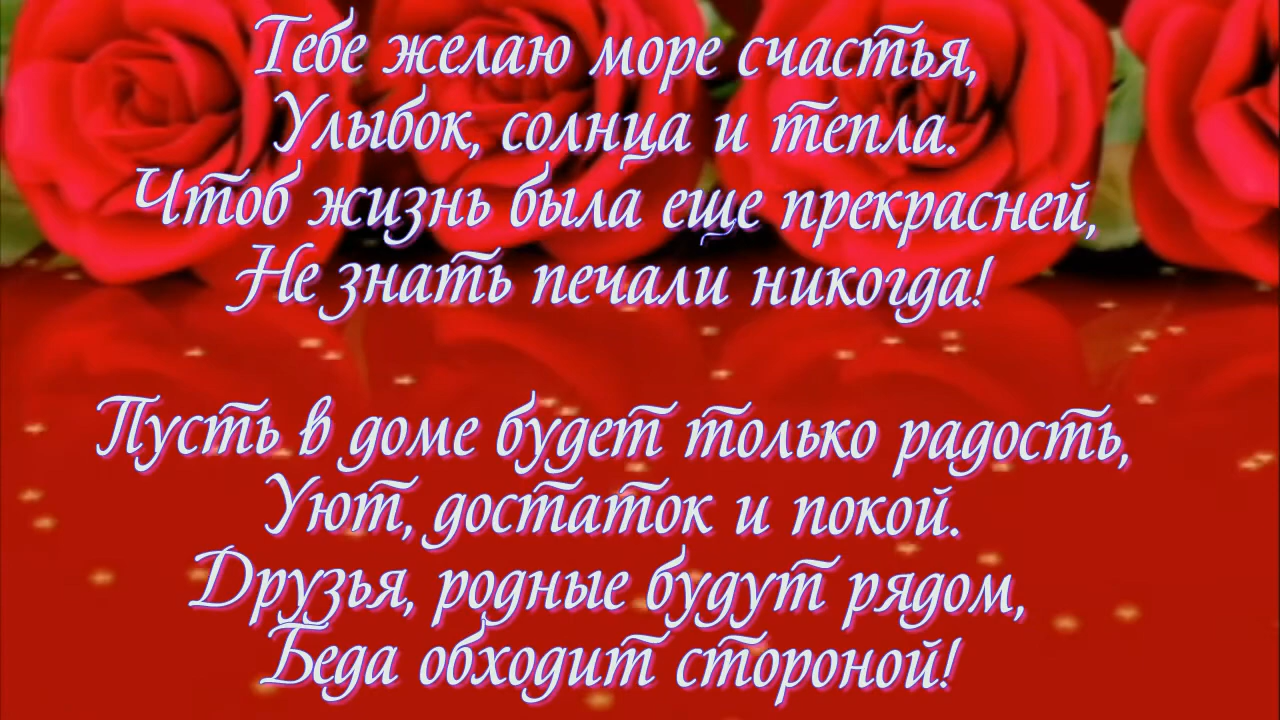 Тебе желаю море счастья,
Улыбок, солнца и тепла.
Чтоб жизнь была еще прекрасней,
Не знать печали никогда!
Пусть в доме будет только радость,
Уют, достаток и покой.
Друзья, родные будут рядом,
Беда обходит стороной!